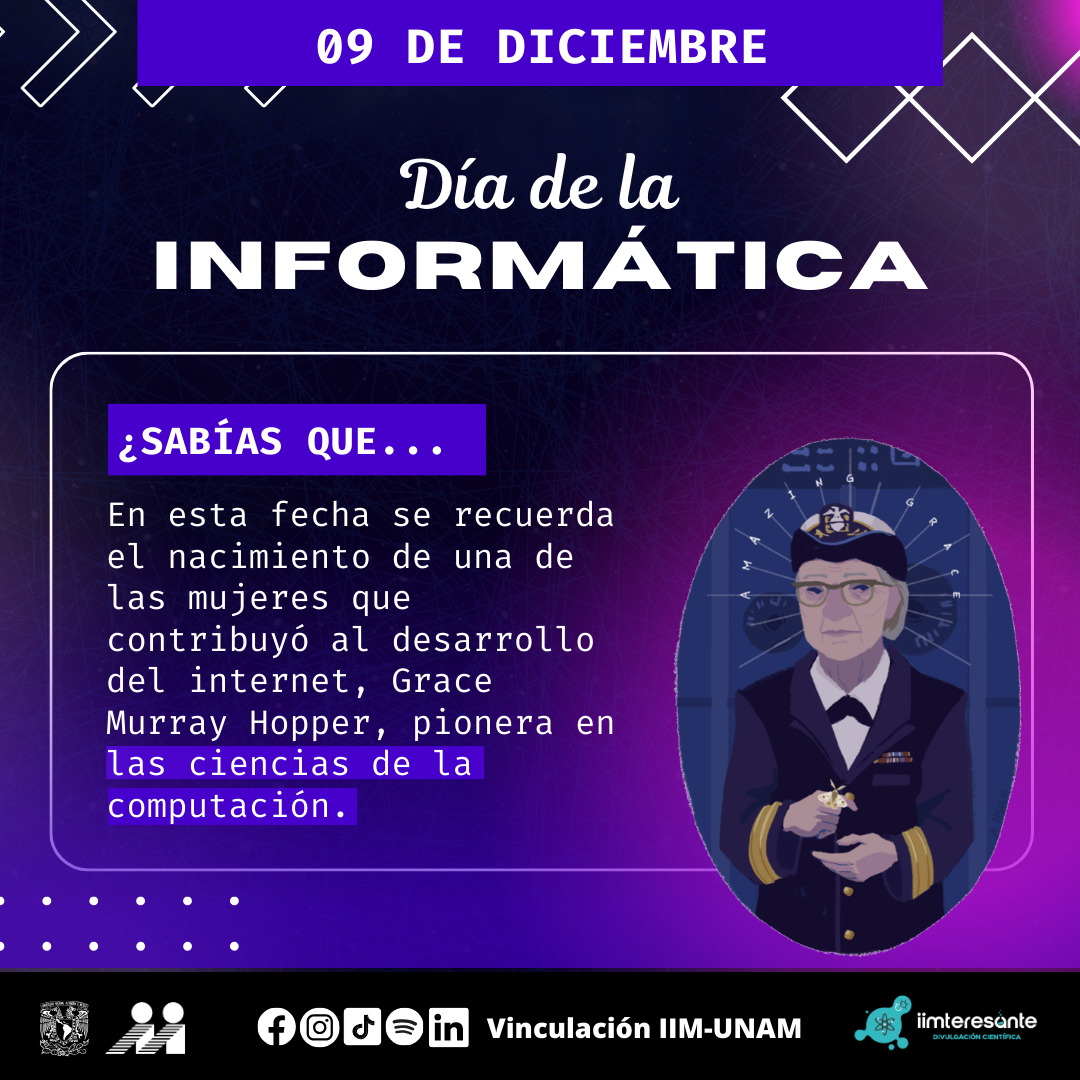 09 DE DICIEMBRE
Día de la
INFORMÁTICA
¿SABÍAS QUE...
En esta fecha se recuerda
el nacimiento de una de
las mujeres que
contribuyó al desarrollo
del internet, Grace
Murray Hopper, pionera en
las ciencias de la
computación.
AMAZING GRACE
Vinculación IIM-UNAM
iimteresante
DIVULGACIÓN CIENTÍFICA